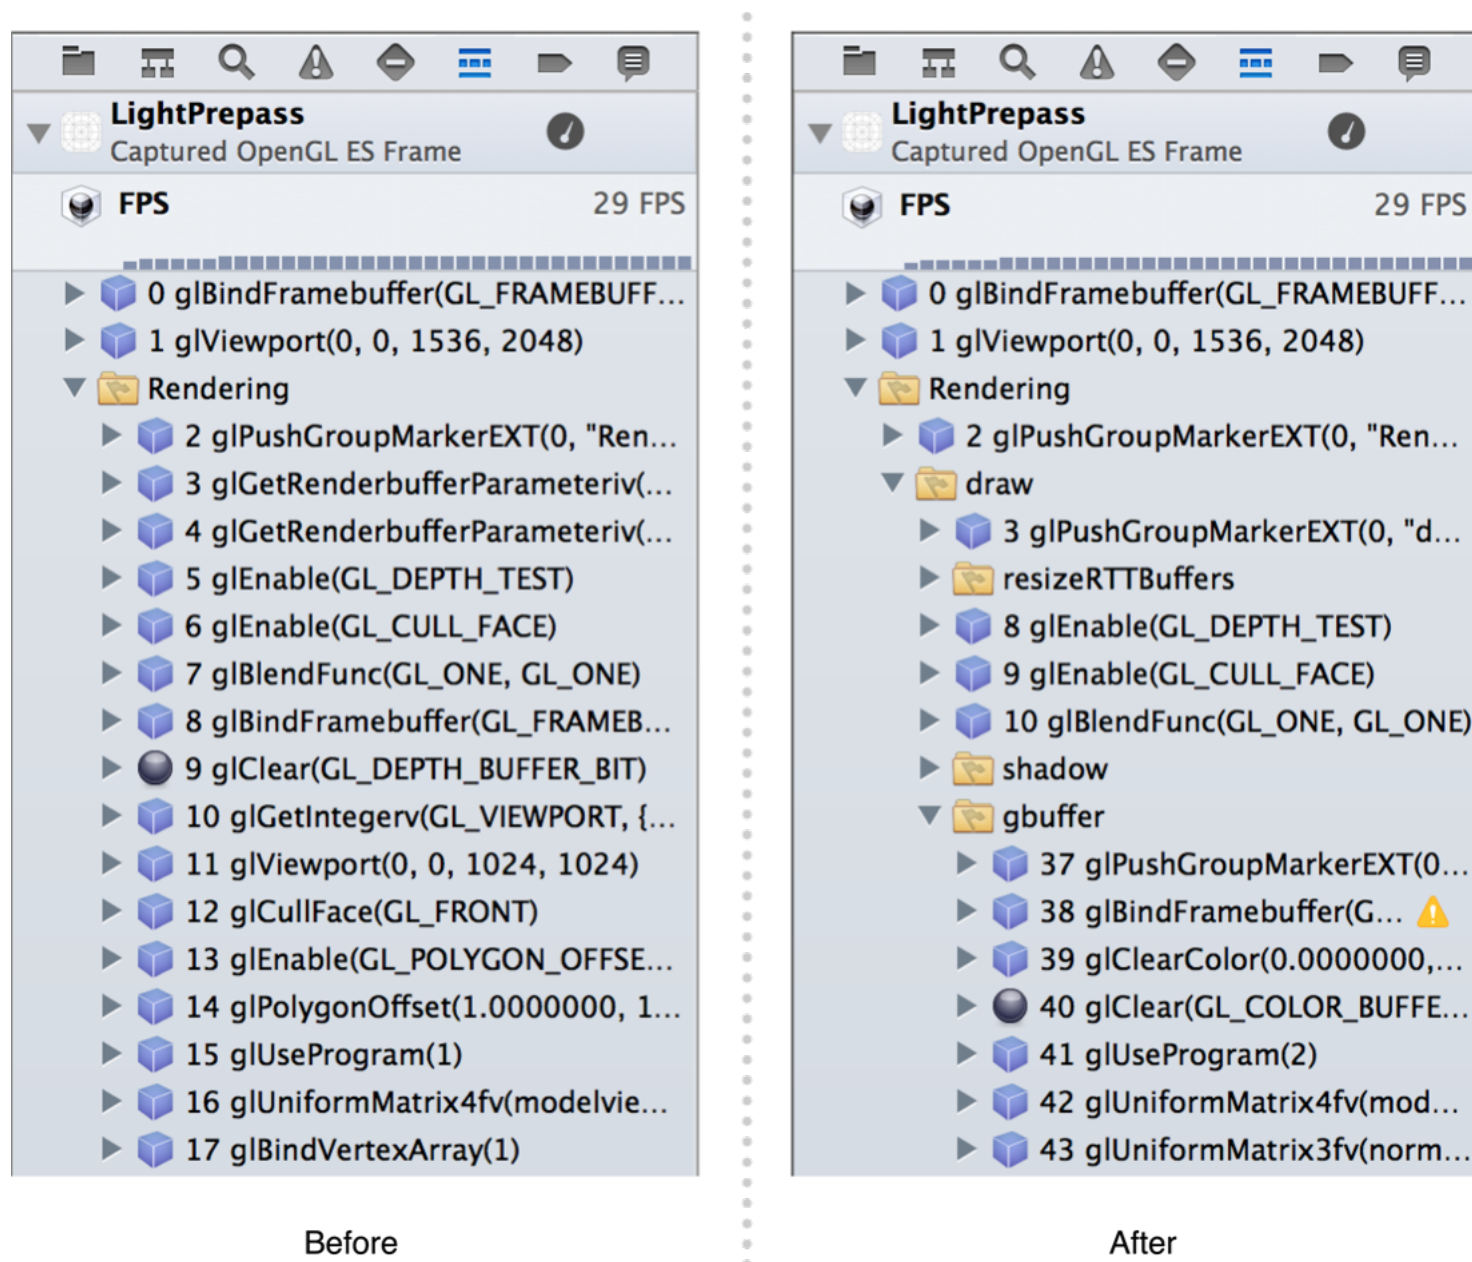 LightPrepass
Captured OpenGL ES Frame
FPS
29 FPS
0 glBindFramebuffer(GL_FRAMEBUFF...
1 glViewport(0, 0, 1536, 2048)
Rendering
2 glPushGroupMarkerEXT(0, "Ren...
3 glGetRenderbufferParameteriv(...
4 glGetRenderbufferParameteriv(...
5 glEnable(GL_DEPTH_TEST)
6 glEnable(GL_CULL_FACE)
7 glBlendFunc(GL_ONE, GL_ONE)
8 glBindFramebuffer(GL_FRAMEB...
9 glClear(GL_DEPTH_BUFFER_BIT)
10 glGetIntegerv(GL_VIEWPORT, {...
11 glViewport(0, 0, 1024, 1024)
12 glCullFace(GL_FRONT)
13 glEnable(GL_POLYGON_OFFSE...
14 glPolygonOffset(1.0000000, 1...
15 glUseProgram(1)
16 glUniformMatrix4fv(modelvie...
17 glBindVertexArray(1)
Before
LightPrepass
Captured OpenGL ES Frame
FPS
29 FPS
0 glBindFramebuffer(GL_FRAMEBUFF...
1 glViewport(0, 0, 1536, 2048)
Rendering
2 glPushGroupMarkerEXT(0, "Ren...
draw
3 glPushGroupMarkerEXT(0, "d...
resizeRTTBuffers
8 glEnable(GL_DEPTH_TEST)
9 glEnable(GL_CULL_FACE)
10 glBlendFunc(GL_ONE, GL_ONE)
shadow
gbuffer
37 glPushGroupMarkerEXT(0...
38 glBindFramebuffer(G...
39 glClearColor(0.0000000,...
40 glClear(GL_COLOR_BUFFE...
41 glUseProgram(2)
42 glUniformMatrix4fv(mod...
43 glUniformMatrix3fv(norm...
After